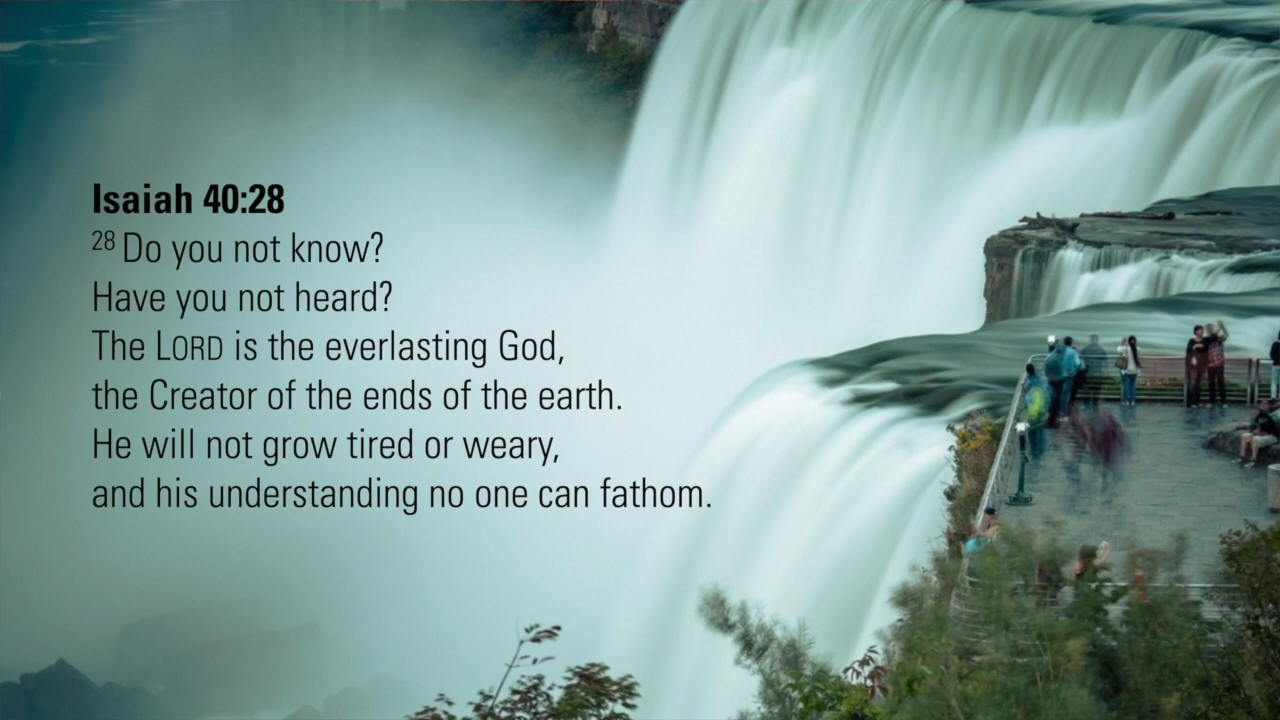 Isaiah 40:28
28 Do you not know?
Have you not heard?
The LORD is the everlasting God,
the Creator of the ends of the earth.
He will not grow tired or weary,
and his understanding no one can fathom.